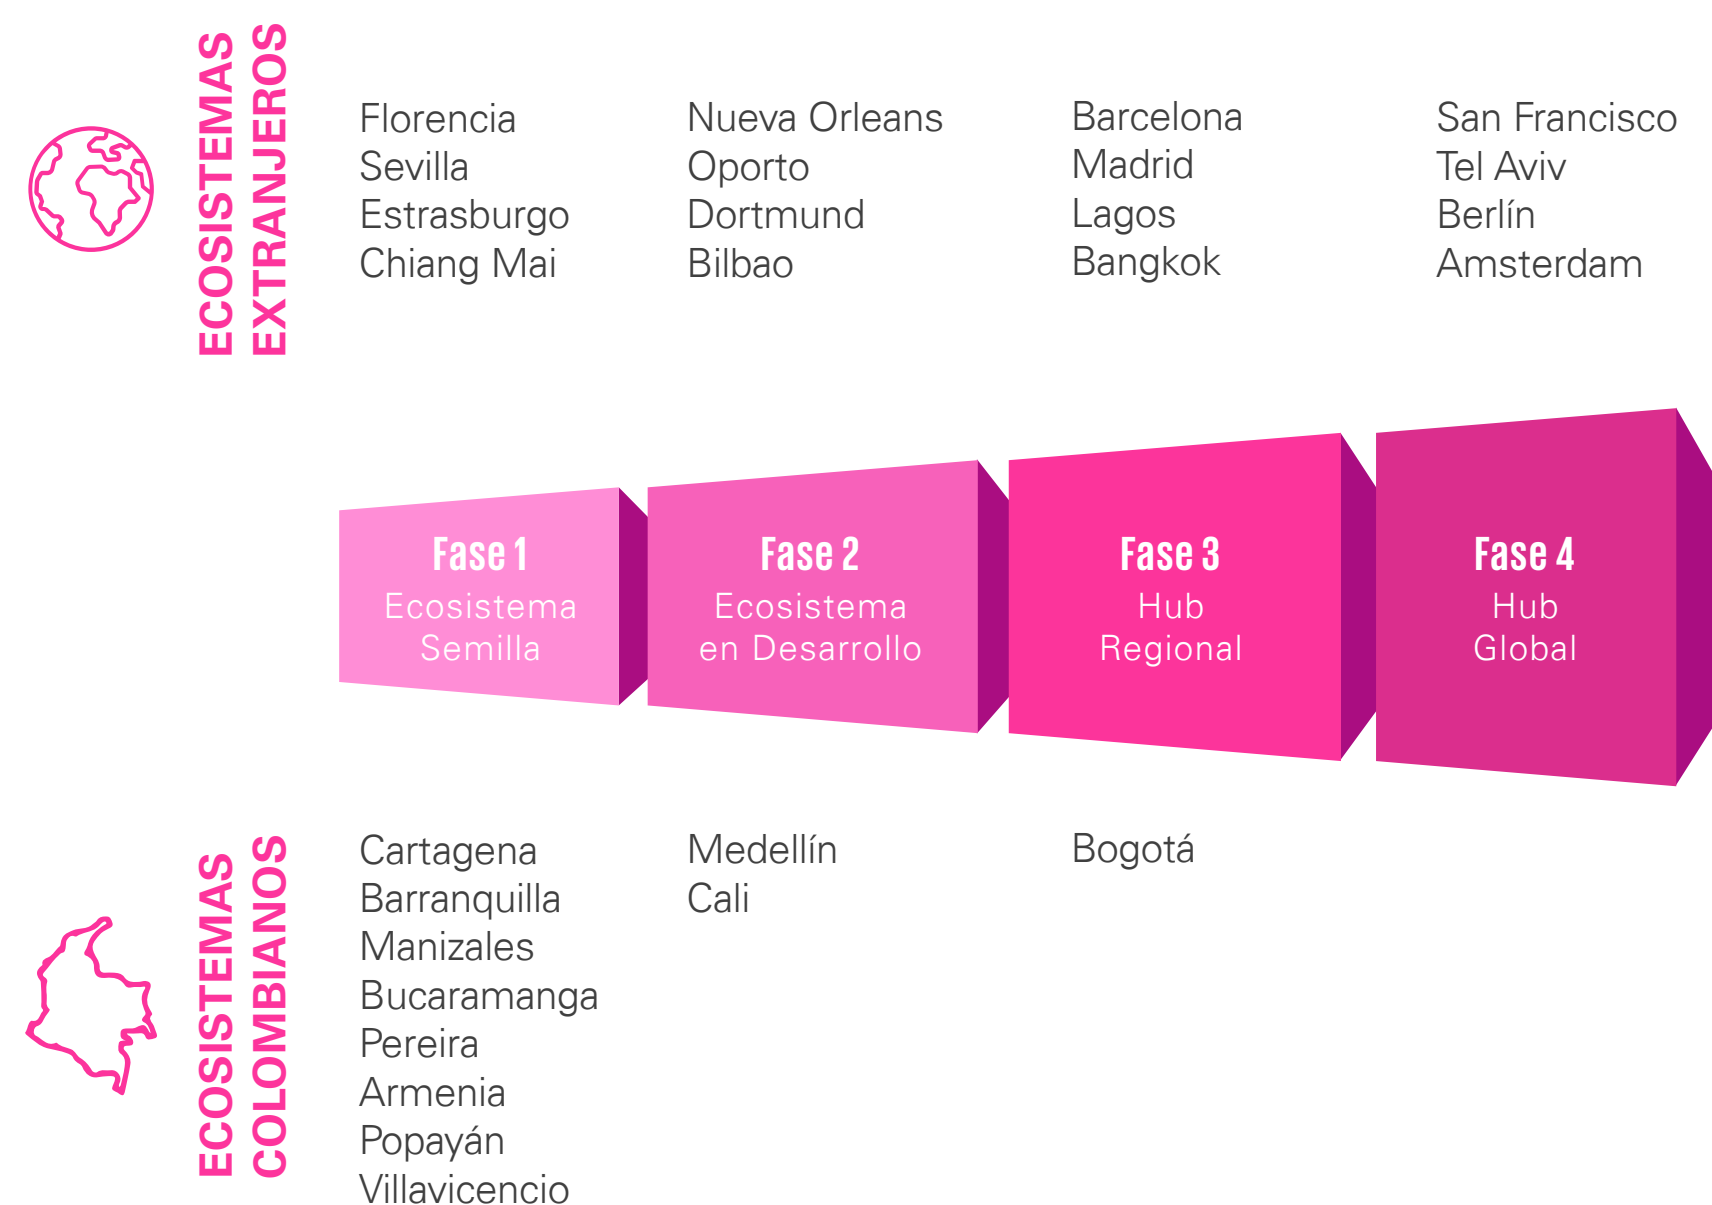 ECOSISTEMAS
EXTRANJEROS
Florencia
Sevilla
Estrasburgo
Chiang Mai
Nueva Orleans
Oporto
Dortmund
Bilbao
Barcelona
Madrid
Lagos
Bangkok
San Francisco
Tel Aviv
Berlín
Amsterdam
Fase 1
Ecosistema
Semilla
Fase 2
Ecosistema
en Desarrollo
Fase 3
Hub
Regional
Fase 4
Hub
Global
ECOSISTEMAS
COLOMBIANOS
Cartagena
Barranquilla
Manizales
Bucaramanga
Pereira
Armenia
Popayán
Villavicencio
Medellín
Cali
Bogotá